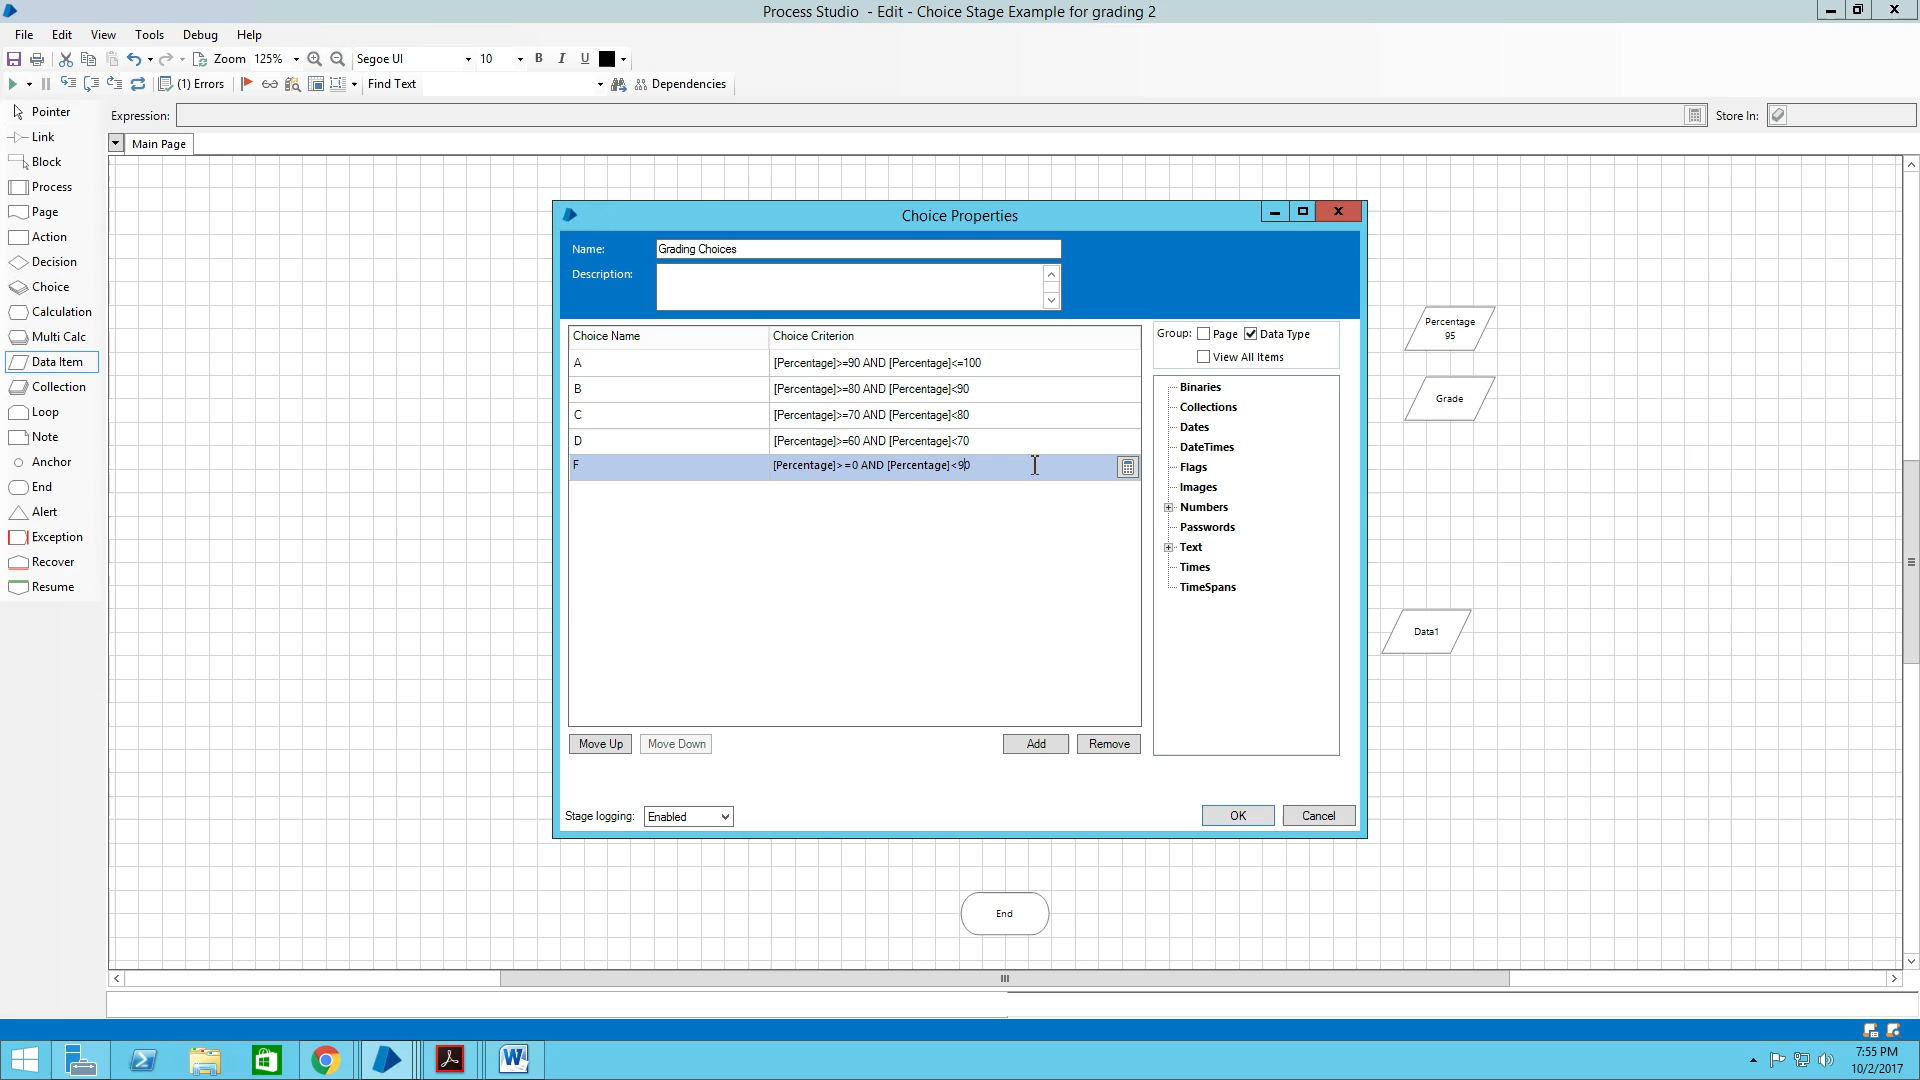 Process Studio - Edit - Choice Stage Example for grading 2
File Edit View Tools Debug Help
Zoom 125% Segoe UI 10 B I U
(1) Errors Find Text Dependencies
Expression: Store In:
Main Page
Pointer
Link
Block
Process
Page
Action
Decision
Choice
Calculation
Multi Calc
Data Item
Collection
Loop
Note
Anchor
End
Alert
Exception
Recover
Resume
Choice Properties
Name: Grading Choices
Description:
Choice Name Choice Criterion
A [Percentage]>=90 AND [Percentage]<=100
B [Percentage]>=80 AND [Percentage]<90
C [Percentage]>=70 AND [Percentage]<80
D [Percentage]>=60 AND [Percentage]<70
F [Percentage]> =0 AND [Percentage] <90
Group: Page Data Type
View All Items
Binaries
Collections
Dates
DateTimes
Flags
Images
Numbers
Passwords
Text
Times
TimeSpans
Move Up Move Down Add Remove
Stage logging: Enabled OK Cancel
Percentage
95
Grade
Data1
End
7:55 PM
10/2/2017